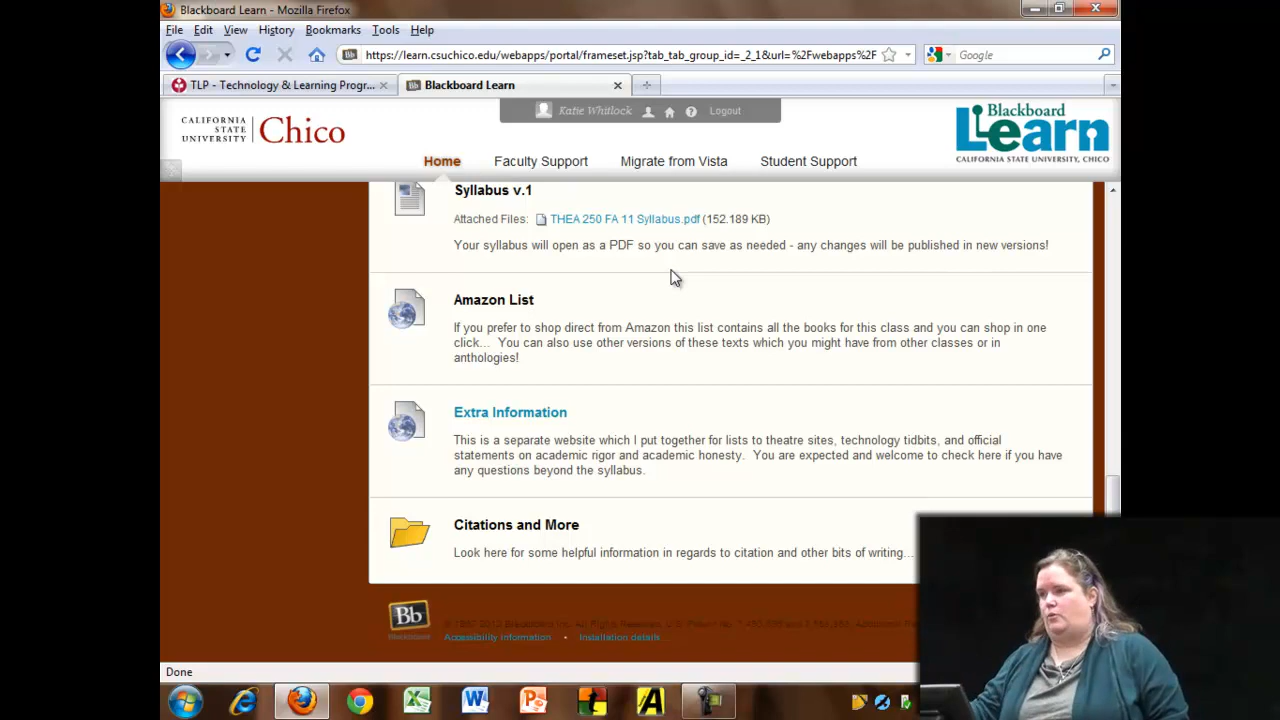 Blackboard Learn - Mozilla Firefox
File Edit View History Bookmarks Tools Help
https://learn.csuchico.edu/webapps/portal/frameset.jsp?tab_tab_group_id=_2_1&url=%2Fwebapps%2F
Google
TLP - Technology & Learning Progr...
Blackboard Learn
Katie Whitlock
Logout
CALIFORNIA
STATE
UNIVERSITY
Chico
Blackboard
Learn
CALIFORNIA STATE UNIVERSITY, CHICO
Home Faculty Support Migrate from Vista Student Support
Syllabus v.1
Attached Files: THEA 250 FA 11 Syllabus.pdf (152.189 KB)
Your syllabus will open as a PDF so you can save as needed - any changes will be published in new versions!
Amazon List
If you prefer to shop direct from Amazon this list contains all the books for this class and you can shop in one
click... You can also use other versions of these texts which you might have from other classes or in
anthologies!
Extra Information
This is a separate website which I put together for lists to theatre sites, technology tidbits, and official
statements on academic rigor and academic honesty. You are expected and welcome to check here if you have
any questions beyond the syllabus.
Citations and More
Look here for some helpful information in regards to citation and other bits of writing...
Bb
Blackboard
Accessibility information • Installation details
Done